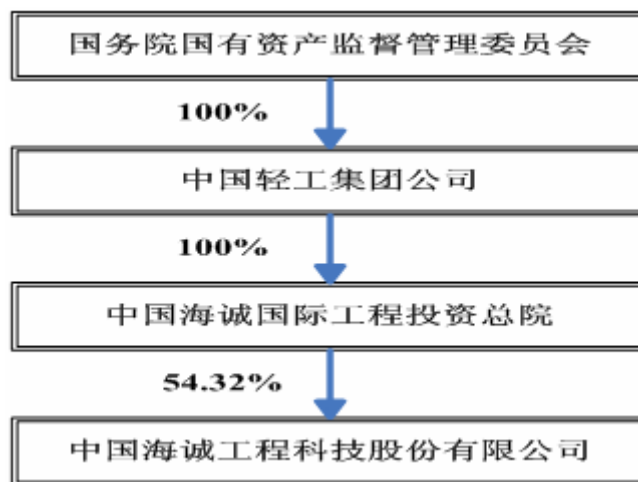 国务院国有资产监督管理委员会
100%
中国轻工集团公司
100%
中国海诚国际工程投资总院
54.32%
中国海诚工程科技股份有限公司